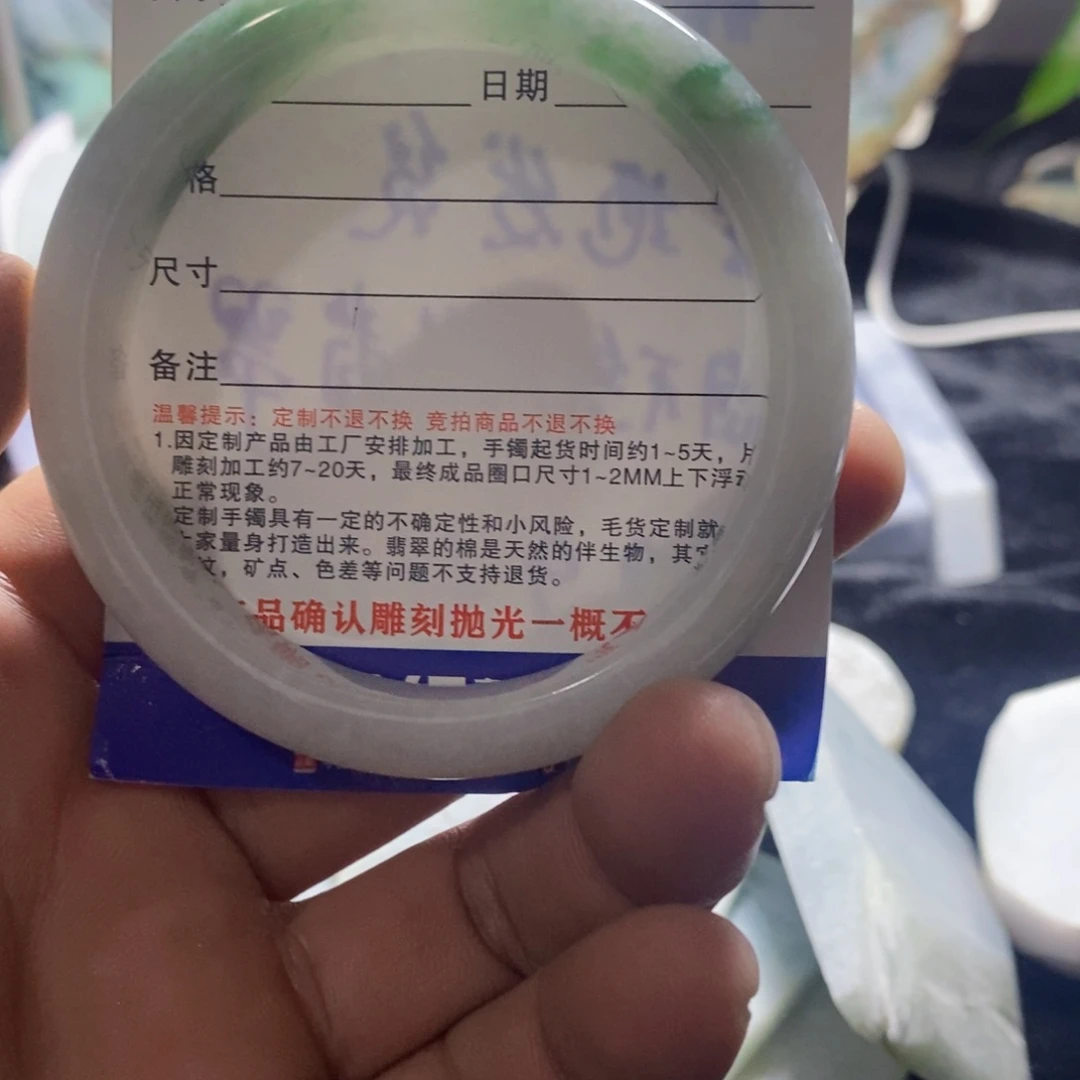 日期
格
尺寸
备注
温馨提示：定制不退不换 竞拍商品不退不换
1.因定制产品由工厂安排加工，手镯起货时间约1~5天，片
雕刻加工约7~20天，最终成品圈口尺寸1~2MM上下浮动
正常现象。
定制手镯具有一定的不确定性和小风险，毛货定制就
家量身打造出来。翡翠的棉是天然的伴生物，其它
纹，矿点、色差等问题不支持退货。
品确认雕刻抛光一概不